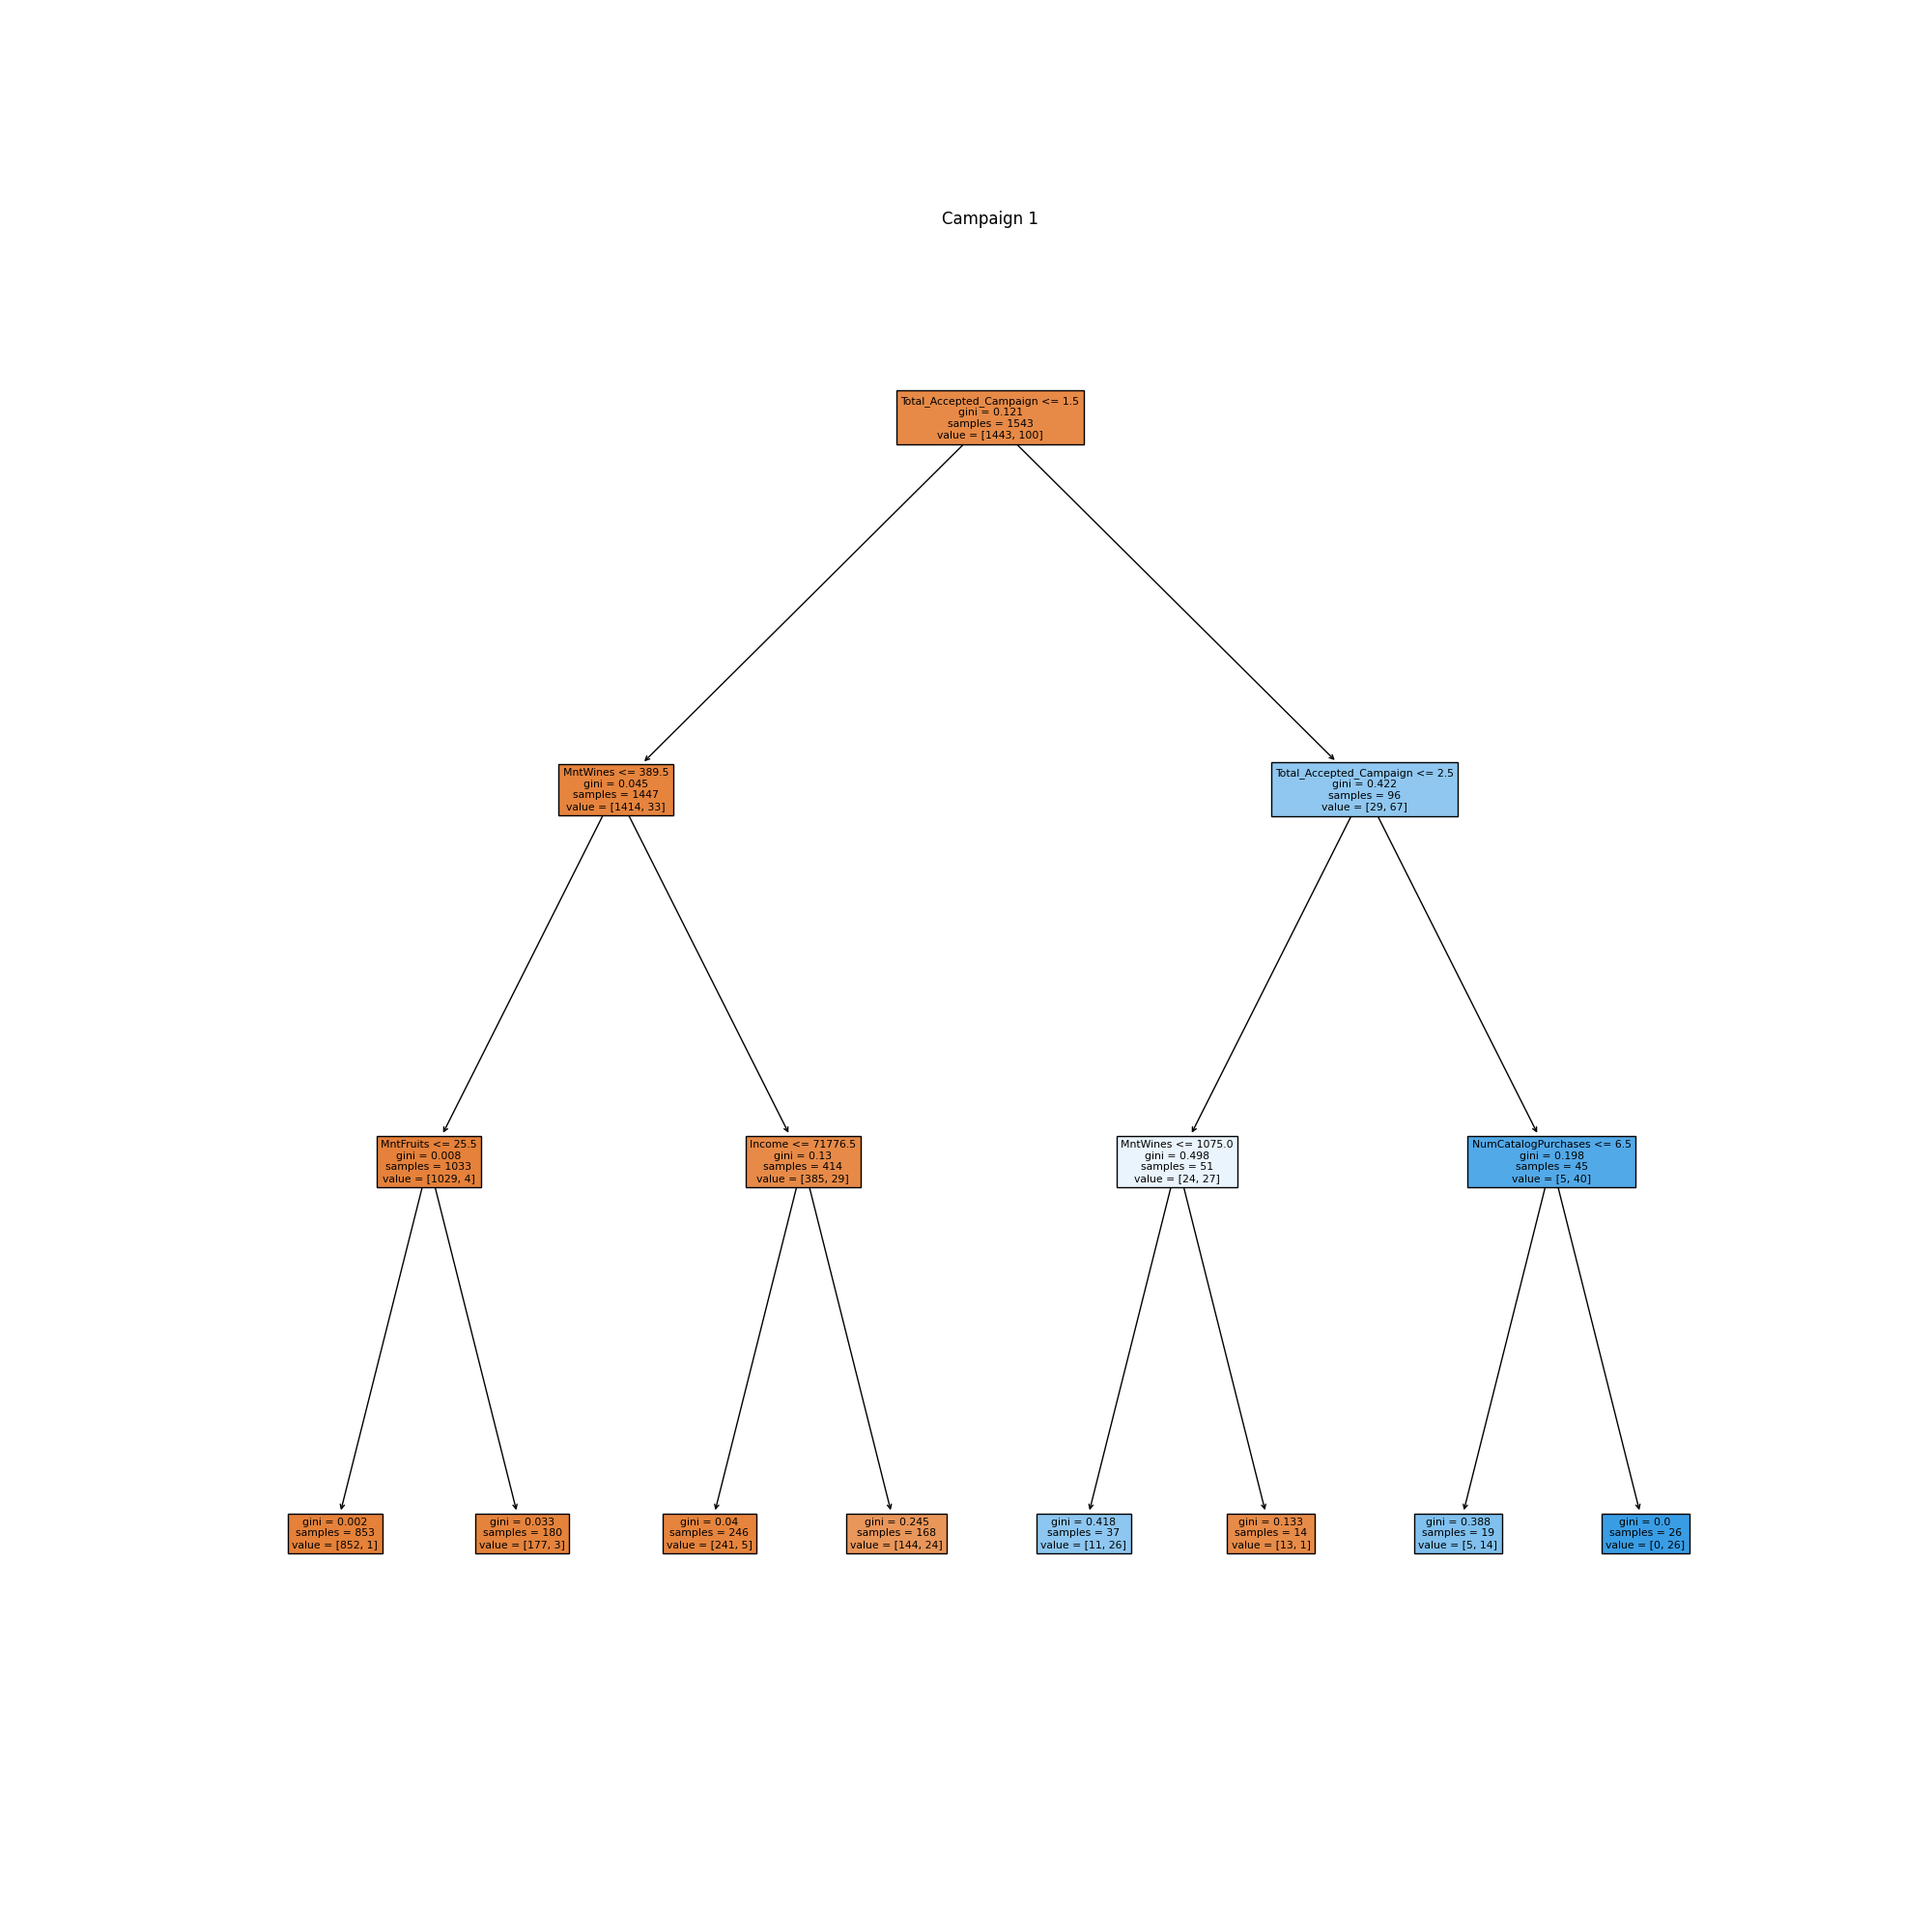 Campaign 1
Total_Accepted_Campaign <= 1.5
gini = 0.121
samples = 1543
value = [1443, 100]
MntWines <= 389.5
gini = 0.045
samples = 1447
value = [1414, 33]
Total_Accepted_Campaign <= 2.5
gini = 0.422
samples = 96
value = [29, 67]
MntFruits <= 25.5
gini = 0.008
samples = 1033
value = [1029, 4]
Income <= 71776.5
gini = 0.13
samples = 414
value = [385, 29]
MntWines <= 1075.0
gini = 0.498
samples = 51
value = [24, 27]
NumCatalogPurchases <= 6.5
gini = 0.198
samples = 45
value = [5, 40]
gini = 0.002
samples = 853
value = [852, 1]
gini = 0.033
samples = 180
value = [177, 3]
gini = 0.04
samples = 246
value = [241, 5]
gini = 0.245
samples = 168
value = [144, 24]
gini = 0.418
samples = 37
value = [11, 26]
gini = 0.133
samples = 14
value = [13, 1]
gini = 0.388
samples = 19
value = [5, 14]
gini = 0.0
samples = 26
value = [0, 26]